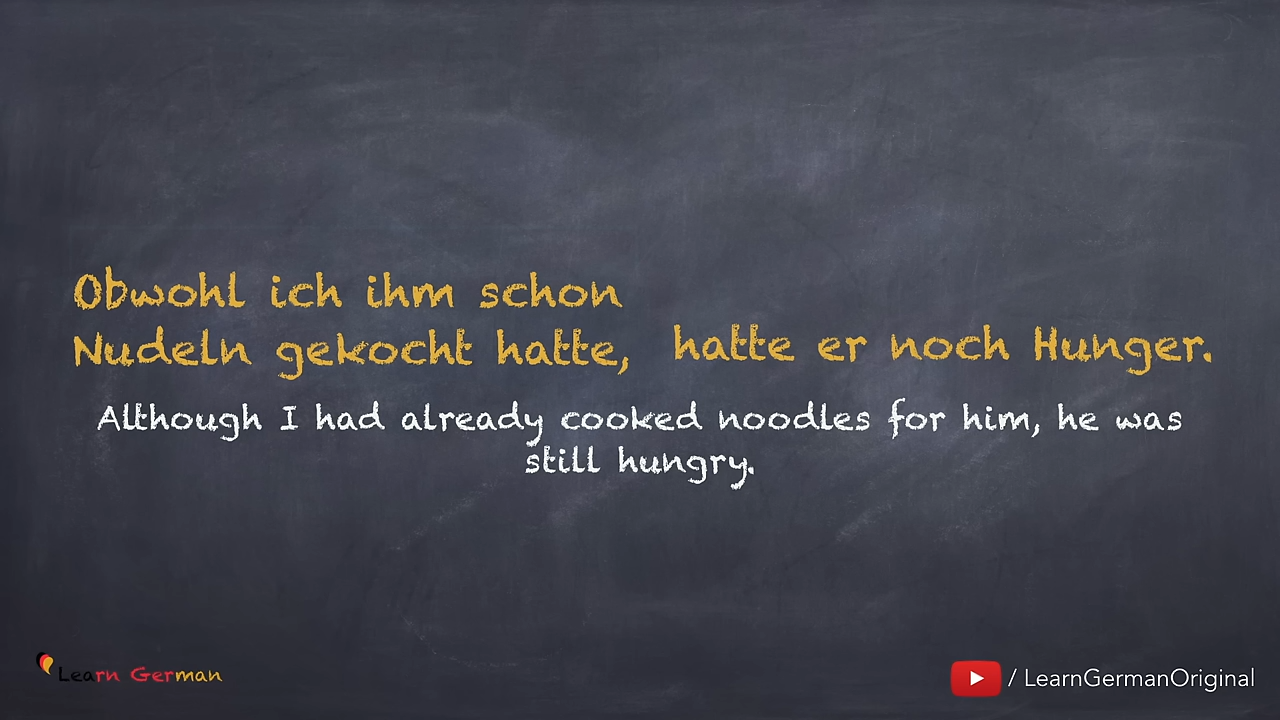 Obwohl ich ihm schon
Nudeln gekocht hatte, hatte er noch Hunger.
Although I had already cooked noodles for him, he was
still hungry.
Learn German
/ LearnGermanOriginal